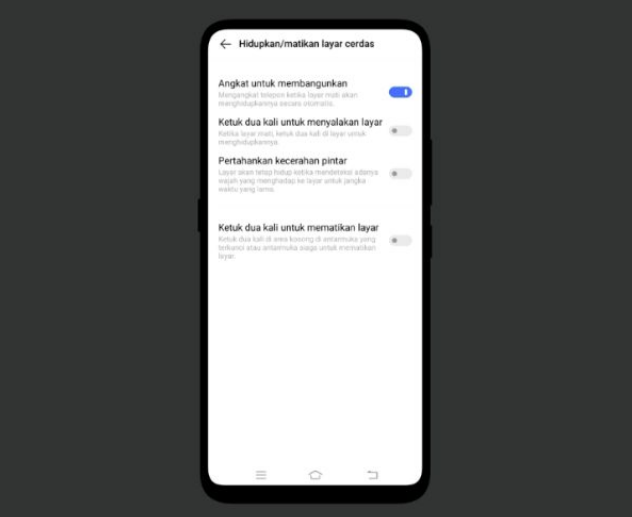 Hidupkan/matikan layar cerdas
Angkat untuk membangunkan
Mengangkat telepon ketika layar mati akan
menghidupkannya secara otomatis.
Ketuk dua kali untuk menyalakan layar
Ketika layar mati, ketuk dua kali di layar untuk
menghidupkannya.
Pertahankan kecerahan pintar
Layar akan tetap hidup ketika mendeteksi adanya
wajah yang menghadap ke layar untuk jangka
waktu yang lama.
Ketuk dua kali untuk mematikan layar
Ketuk dua kali di area kosong di antarmuka yang
terkunci atau antarmuka siaga untuk mematikan
layar.